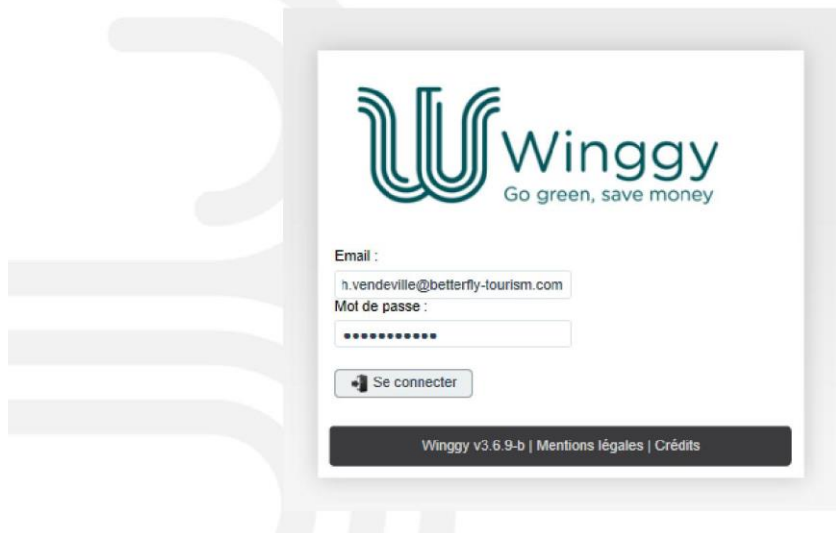 Winggy
Go green, save money
Email :
h.vendeville@betterfly-tourism.com
Mot de passe :
•••••••••••
Se connecter
Winggy v3.6.9-b | Mentions légales | Crédits